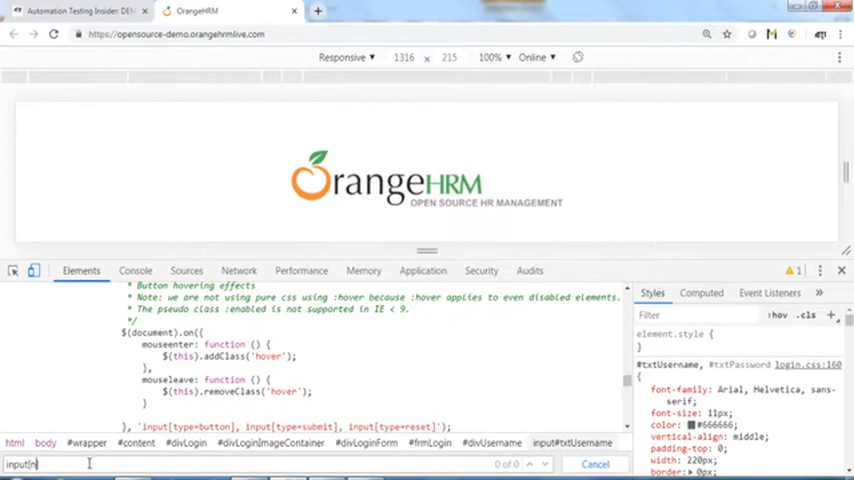 Automation Testing Insider: DEM
OrangeHRM
https://opensource-demo.orangehrmlive.com
Responsive ▼ 1316 × 215 100% ▼ Online ▼
OrangeHRM
OPEN SOURCE HR MANAGEMENT
Elements Console Sources Network Performance Memory Application Security Audits 1
* Button hovering effects
* Note: we are not using pure css using :hover because :hover applies to even disabled elements.
* The pseudo class :enabled is not supported in IE < 9.
*/
$(document).on({
mouseenter: function () {
$(this).addClass('hover');
},
mouseleave: function () {
$(this).removeClass('hover');
}
}, 'input[type=button], input[type=submit], input[type=reset]');
html body #wrapper #content #divLogin #divLoginImageContainer #divLoginForm #frmLogin #divUsername input#txtUsername
input[n 0 of 0 Cancel
Styles Computed Event Listeners »
Filter :hov .cls +
element.style {
}
#txtUsername, #txtPassword login.css:160
{
font-family: Arial, Helvetica, sans-
serif;
font-size: 11px;
color: #666666;
vertical-align: middle;
padding-top: 0;
width: 220px;
border: 0px;